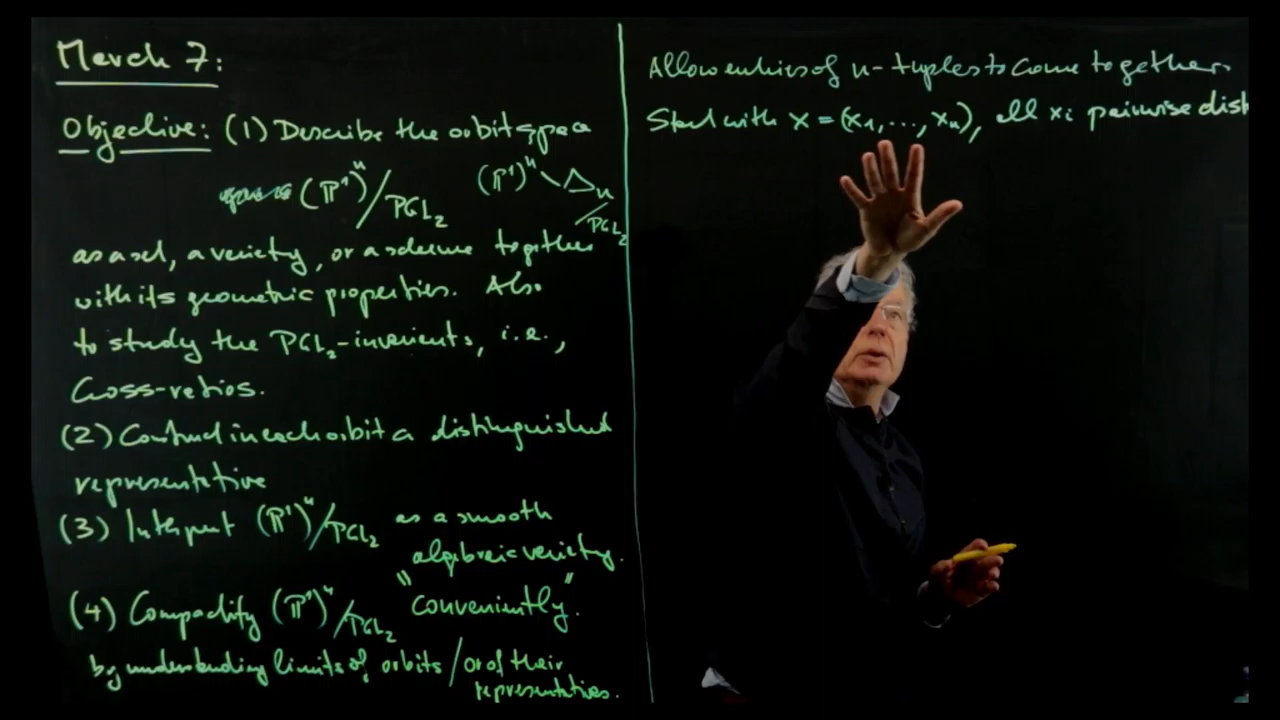 March 7:
Objective: (1) Describe the orbit space
(ℙ¹)ⁿ/PGL₂ (ℙ¹)ⁿ \ Δₙ /PGL₂
as a set, a variety, or a scheme together
with its geometric properties. Also
to study the PGL₂-invariants, i.e.,
Cross-ratios.
(2) Construct in each orbit a distinguished
representative
(3) Interpret (ℙ¹)ⁿ/PGL₂ as a smooth
algebraic variety.
(4) Compactify (ℙ¹)ⁿ/PGL₂ "conveniently".
by understanding limits of orbits / or of their
representatives.
Allow entries of n-tuples to come together.
Start with x = (x₁, ..., xₙ), all xᵢ pairwise dist